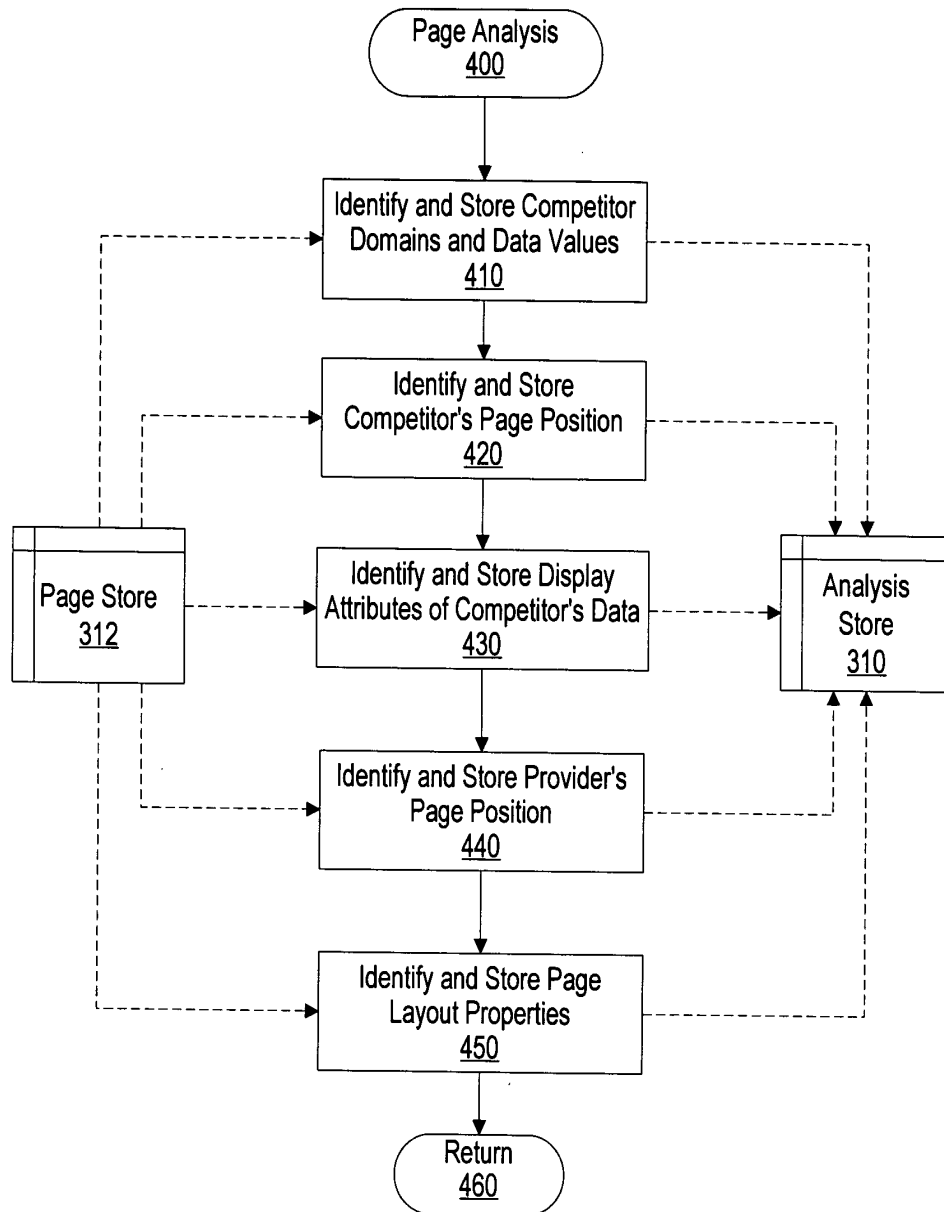 Page Analysis
400
Identify and Store Competitor
Domains and Data Values
410
Identify and Store
Competitor's Page Position
420
Page Store
312
Identify and Store Display
Attributes of Competitor's Data
430
Analysis
Store
310
Identify and Store Provider's
Page Position
440
Identify and Store Page
Layout Properties
450
Return
460